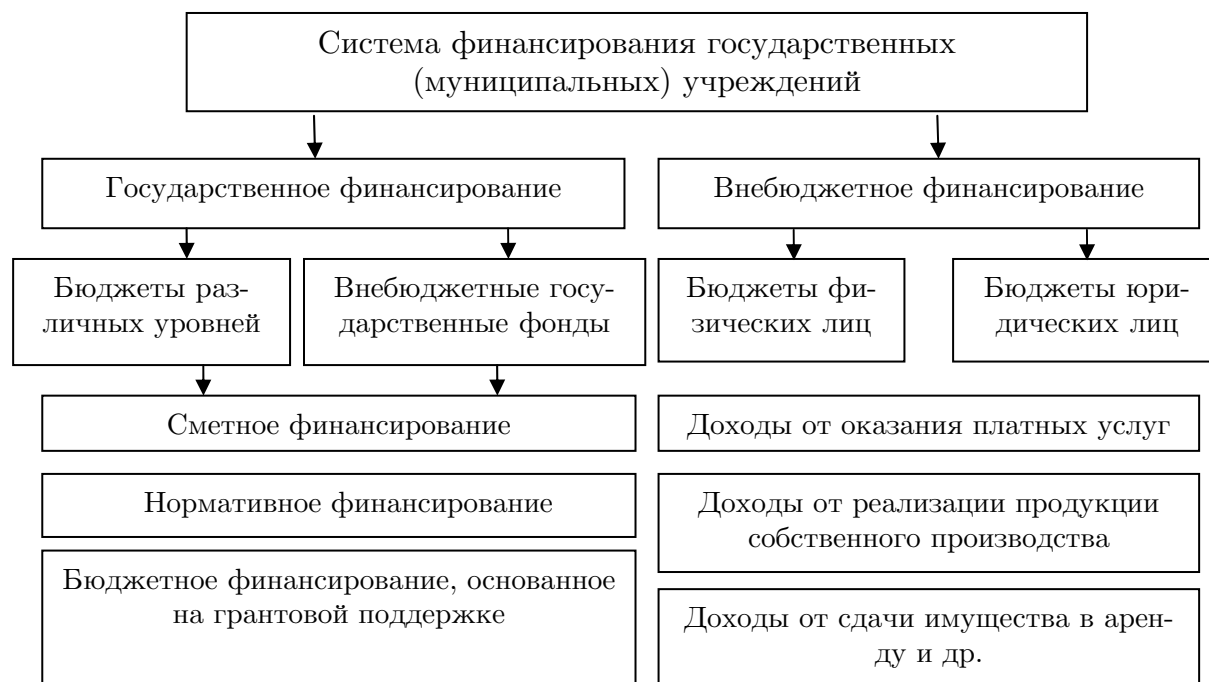 Система финансирования государственных
(муниципальных) учреждений
Государственное финансирование
Внебюджетное финансирование
Бюджеты раз-
личных уровней
Внебюджетные госу-
дарственные фонды
Бюджеты фи-
зических лиц
Бюджеты юри-
дических лиц
Сметное финансирование
Доходы от оказания платных услуг
Нормативное финансирование
Доходы от реализации продукции
собственного производства
Бюджетное финансирование, основанное
на грантовой поддержке
Доходы от сдачи имущества в арен-
ду и др.